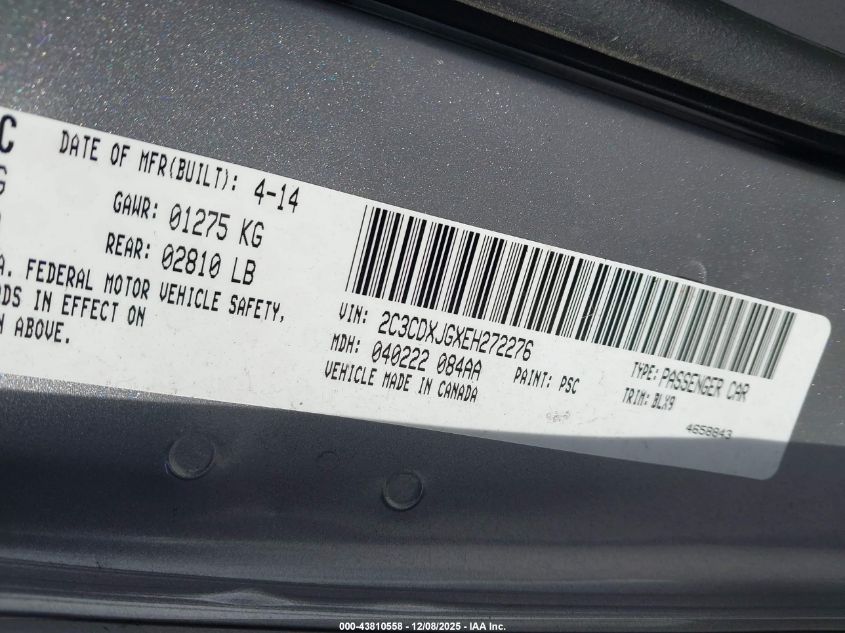 C
DATE OF MFR(BUILT): 4-14
G
GAWR: 01275 KG
REAR: 02810 LB
A. FEDERAL MOTOR VEHICLE SAFETY,
DS IN EFFECT ON
N ABOVE.
VIN: 2C3CDXJGXEH272276
TYPE: PASSENGER CAR
MDH: 040222 084AA
PAINT: PSC
TRIM: BLX9
VEHICLE MADE IN CANADA
4658843
000-43810558 - 12/08/2025 - IAA Inc.